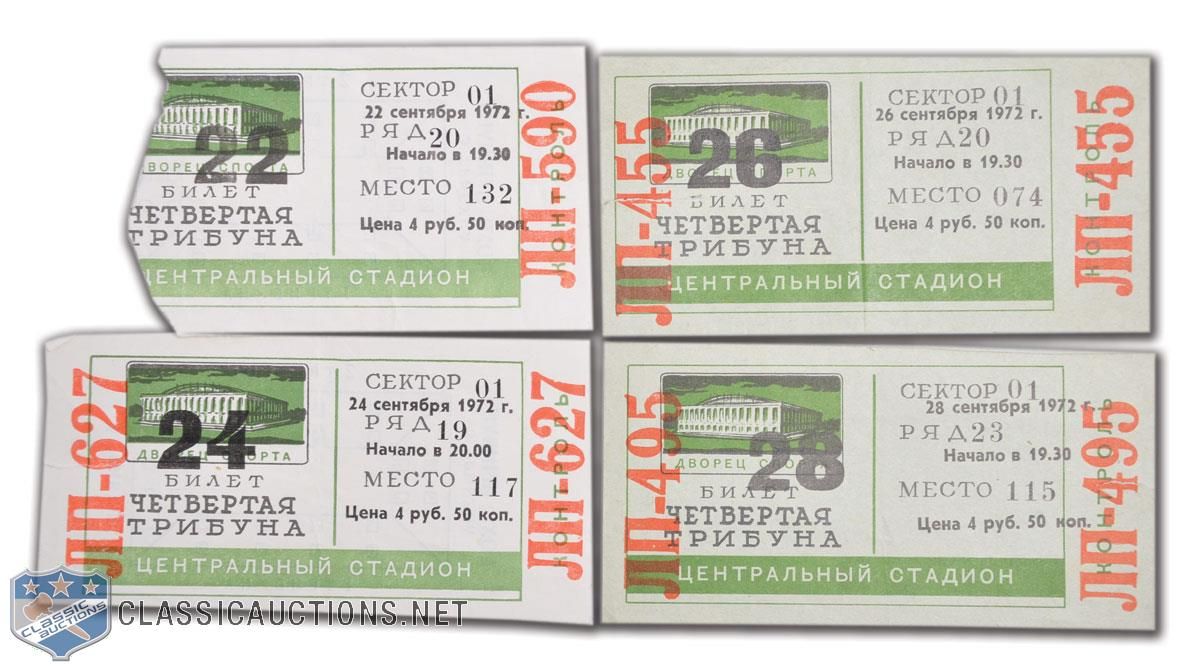 СЕКТОР 01
22 сентября 1972 г.
РЯД 20
Начало в 19.30
МЕСТО 132
Цена 4 руб. 50 коп.
22
ДВОРЕЦ СПОРТА
БИЛЕТ
ЧЕТВЕРТАЯ
ТРИБУНА
ЦЕНТРАЛЬНЫЙ СТАДИОН
ЛП-590
КОНТРОЛЬ
ЛП-455
СЕКТОР 01
26 сентября 1972 г.
РЯД 20
Начало в 19.30
МЕСТО 074
Цена 4 руб. 50 коп.
26
ДВОРЕЦ СПОРТА
БИЛЕТ
ЧЕТВЕРТАЯ
ТРИБУНА
ЦЕНТРАЛЬНЫЙ СТАДИОН
ЛП-455
КОНТРОЛЬ
ЛП-627
СЕКТОР 01
24 сентября 1972 г.
РЯД 19
Начало в 20.00
МЕСТО 117
Цена 4 руб. 50 коп.
24
ДВОРЕЦ СПОРТА
БИЛЕТ
ЧЕТВЕРТАЯ
ТРИБУНА
ЦЕНТРАЛЬНЫЙ СТАДИОН
ЛП-627
КОНТРОЛЬ
ЛП-495
СЕКТОР 01
28 сентября 1972 г.
РЯД 23
Начало в 19.30
МЕСТО 115
Цена 4 руб. 50 коп.
28
ДВОРЕЦ СПОРТА
БИЛЕТ
ЧЕТВЕРТАЯ
ТРИБУНА
ЦЕНТРАЛЬНЫЙ СТАДИОН
ЛП-495
КОНТРОЛЬ
CLASSIC AUCTIONS
CLASSICAUCTIONS.NET